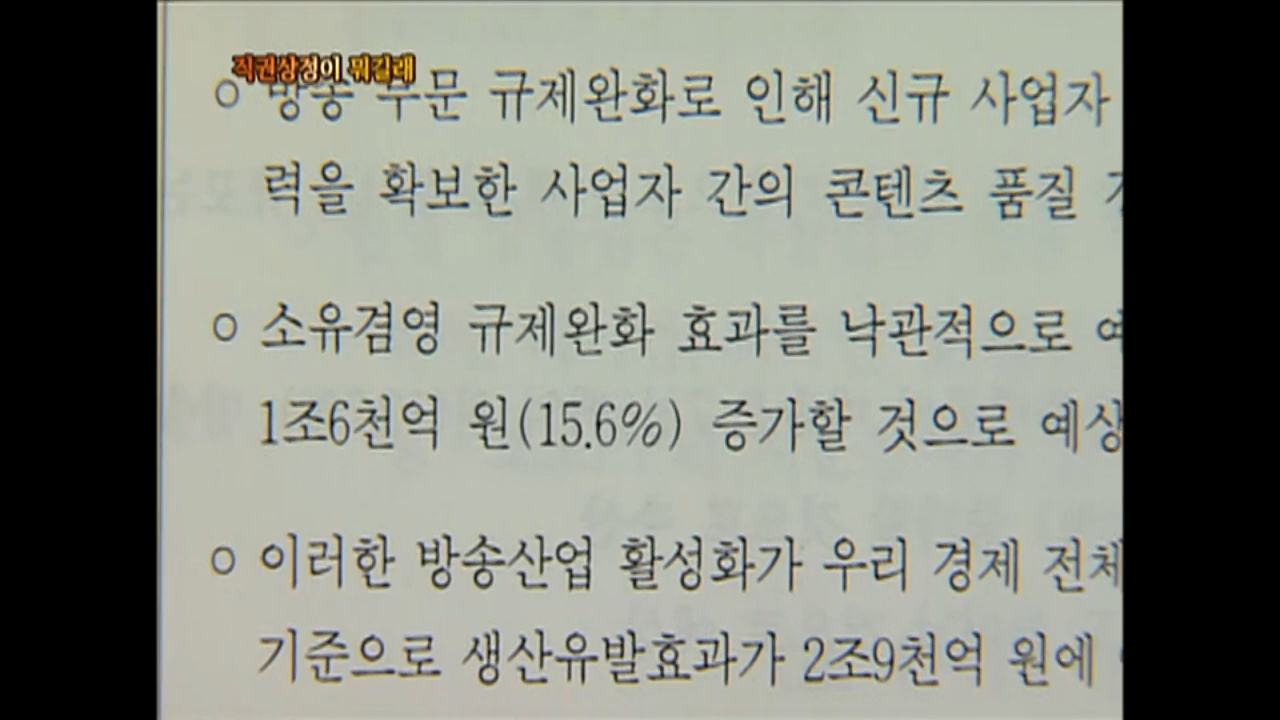 직권상정이 뭐길래
○ 방송 부문 규제완화로 인해 신규 사업자
력을 확보한 사업자 간의 콘텐츠 품질
○ 소유겸영 규제완화 효과를 낙관적으로
1조6천억 원(15.6%) 증가할 것으로 예상
○ 이러한 방송산업 활성화가 우리 경제 전체
기준으로 생산유발효과가 2조9천억 원에